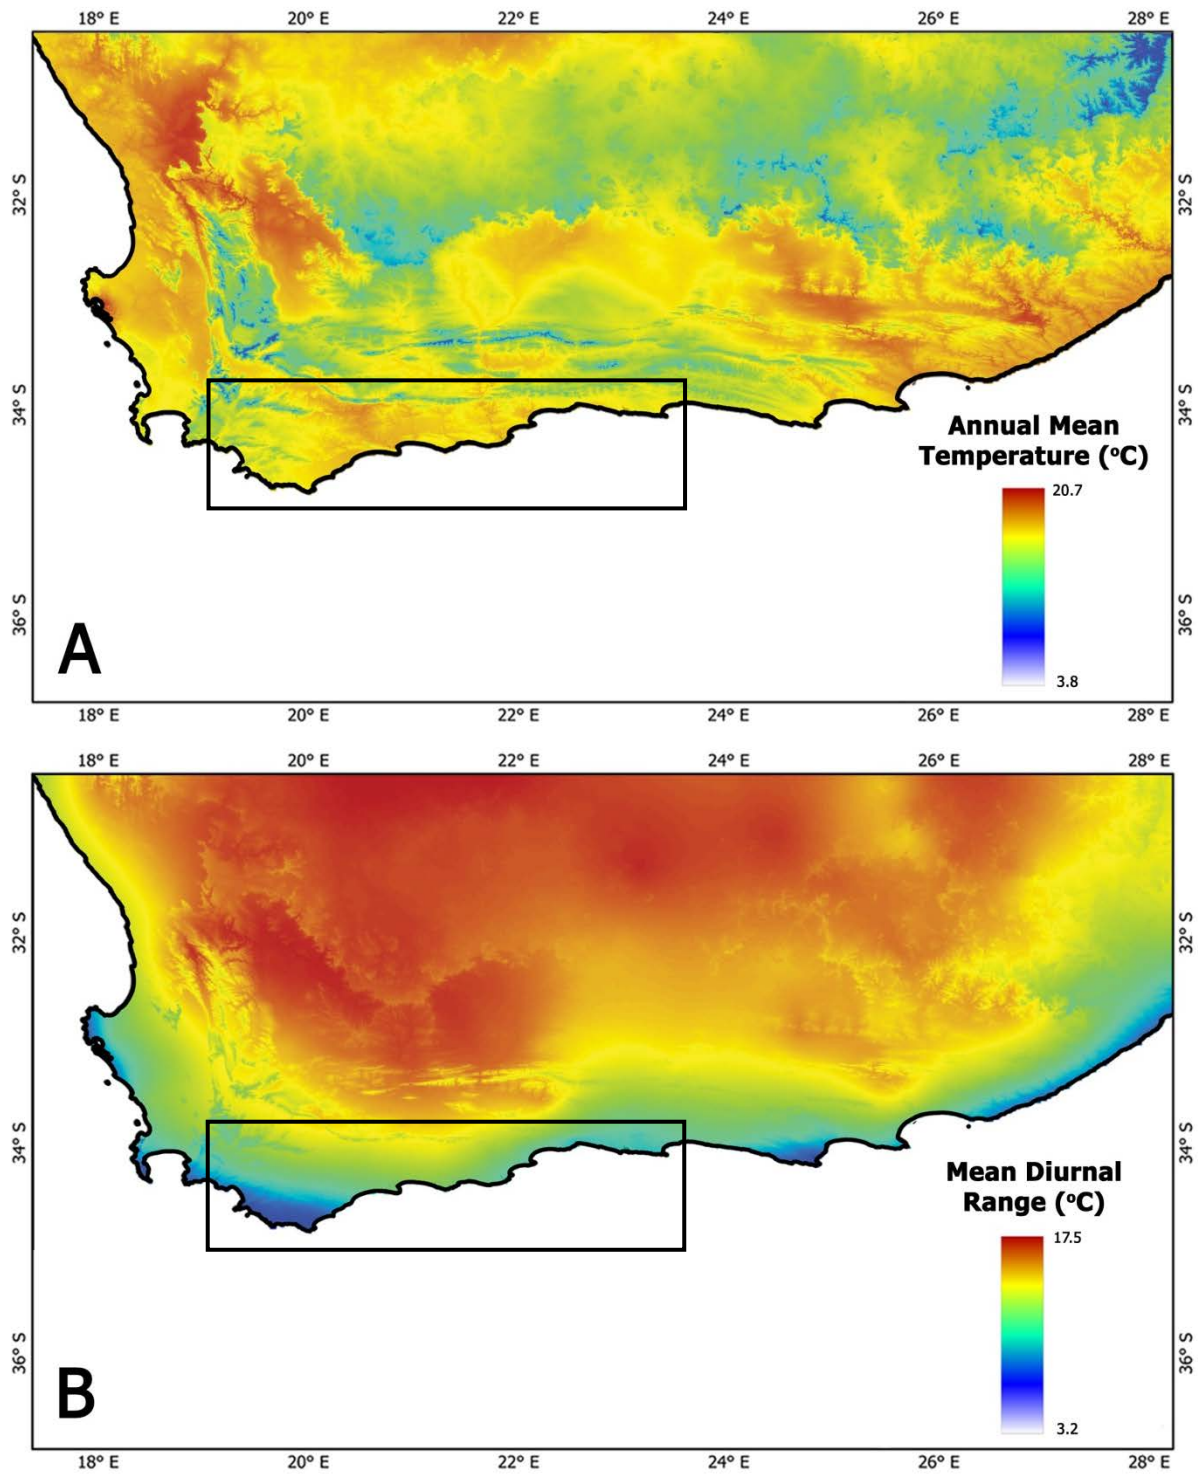 18° E 20° E 22° E 24° E 26° E 28° E
32° S 32° S
34° S 34° S
Annual Mean
Temperature (°C)
20.7
36° S 36° S
A
3.8
18° E 20° E 22° E 24° E 26° E 28° E
18° E 20° E 22° E 24° E 26° E 28° E
32° S 32° S
34° S 34° S
Mean Diurnal
Range (°C)
17.5
36° S 36° S
B
3.2
18° E 20° E 22° E 24° E 26° E 28° E